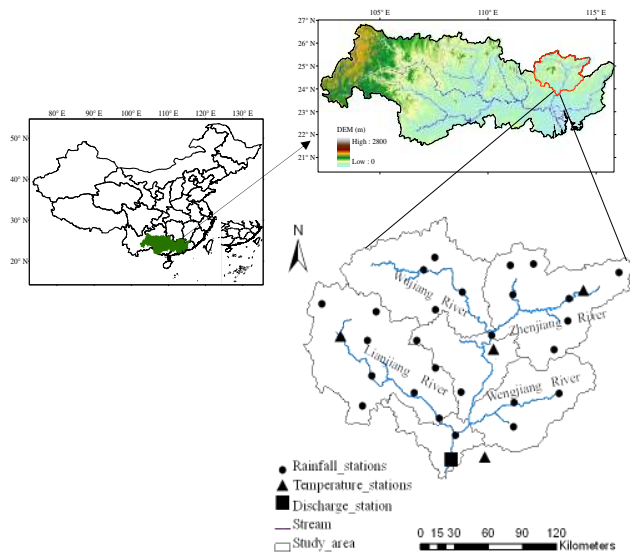 105° E 110° E 115° E
27° N
26° N
25° N
24° N
23° N
22° N
21° N
DEM (m)
High : 2800
Low : 0
80° E 90° E 100° E 110° E 120° E 130° E
50° N
40° N
30° N
20° N
N
Wujiang River
Zhenjiang River
Lianjiang River
Wengjiang River
Rainfall_stations
Temperature_stations
Discharge_station
Stream
Study_area
0 15 30 60 90 120
Kilometers